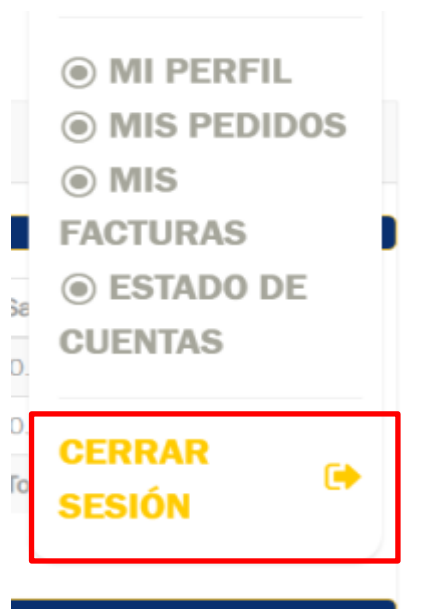 MI PERFIL
MIS PEDIDOS
MIS
FACTURAS
ESTADO DE
CUENTAS
CERRAR
SESIÓN